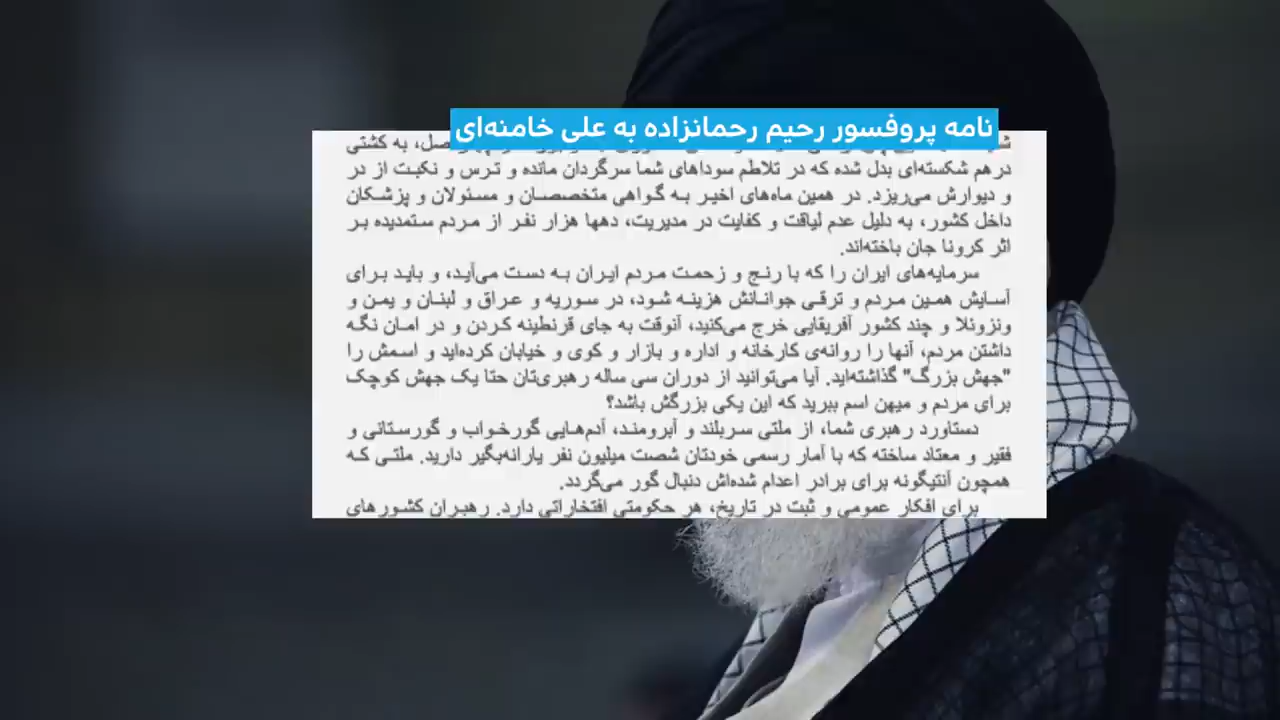 نامه پروفسور رحیم رحمانزاده به علی خامنه‌ای
به کشتی
درهم شکسته‌ای بدل شده که در تلاطم سوداهای شما سرگردان مانده و ترس و نکبت از در
و دیوارش می‌ریزد. در همین ماه‌های اخیر به گواهی متخصصان و مسئولان و پزشکان
داخل کشور، به دلیل عدم لیاقت و کفایت در مدیریت، دهها هزار نفر از مردم ستمدیده بر
اثر کرونا جان باخته‌اند.
سرمایه‌های ایران را که با رنج و زحمت مردم ایران به دست می‌آید، و باید برای
آسایش همین مردم و ترقی جوانانش هزینه شود، در سوریه و عراق و لبنان و یمن و
ونزوئلا و چند کشور آفریقایی خرج می‌کنید، آنوقت به جای قرنطینه کردن و در امان نگه
داشتن مردم، آنها را روانه‌ی کارخانه و اداره و بازار و کوی و خیابان کرده‌اید و اسمش را
"جهش بزرگ" گذاشته‌اید. آیا می‌توانید از دوران سی ساله رهبری‌تان حتا یک جهش کوچک
برای مردم و میهن اسم ببرید که این یکی بزرگش باشد؟
دستاورد رهبری شما، از ملتی سربلند و آبرومند، آدم‌هایی گورخواب و گورستانی و
فقیر و معتاد ساخته که با آمار رسمی خودتان شصت میلیون نفر یارانه‌بگیر دارید. ملتی که
همچون آنتیگونه برای برادر اعدام شده‌اش دنبال گور می‌گردد.
برای افکار عمومی و ثبت در تاریخ، هر حکومتی افتخاراتی دارد. رهبران کشورهای